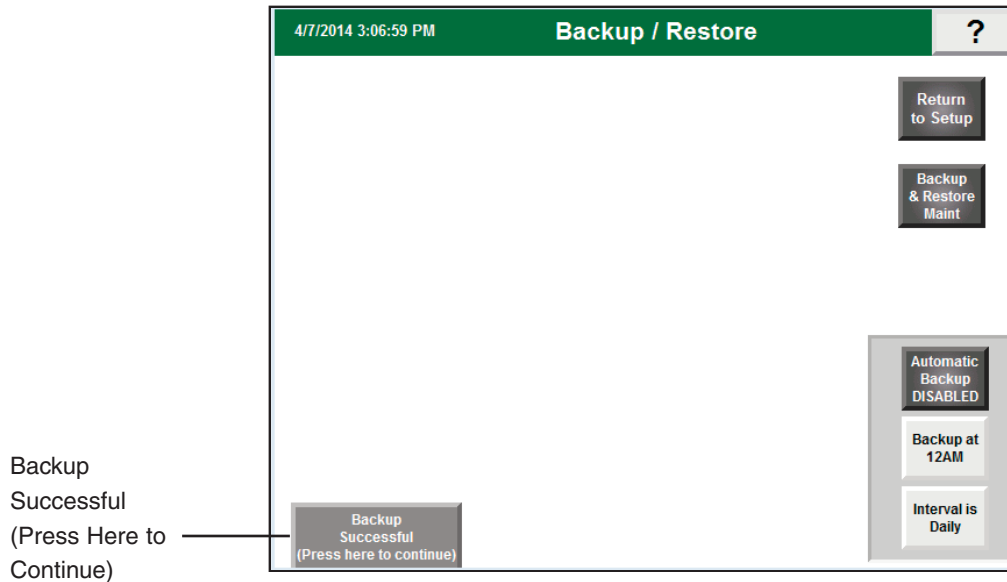 4/7/2014 3:06:59 PM
Backup / Restore
?
Return
to Setup
Backup
& Restore
Maint
Automatic
Backup
DISABLED
Backup at
12AM
Interval is
Daily
Backup
Successful
(Press Here to
Continue)
Backup
Successful
(Press here to continue)